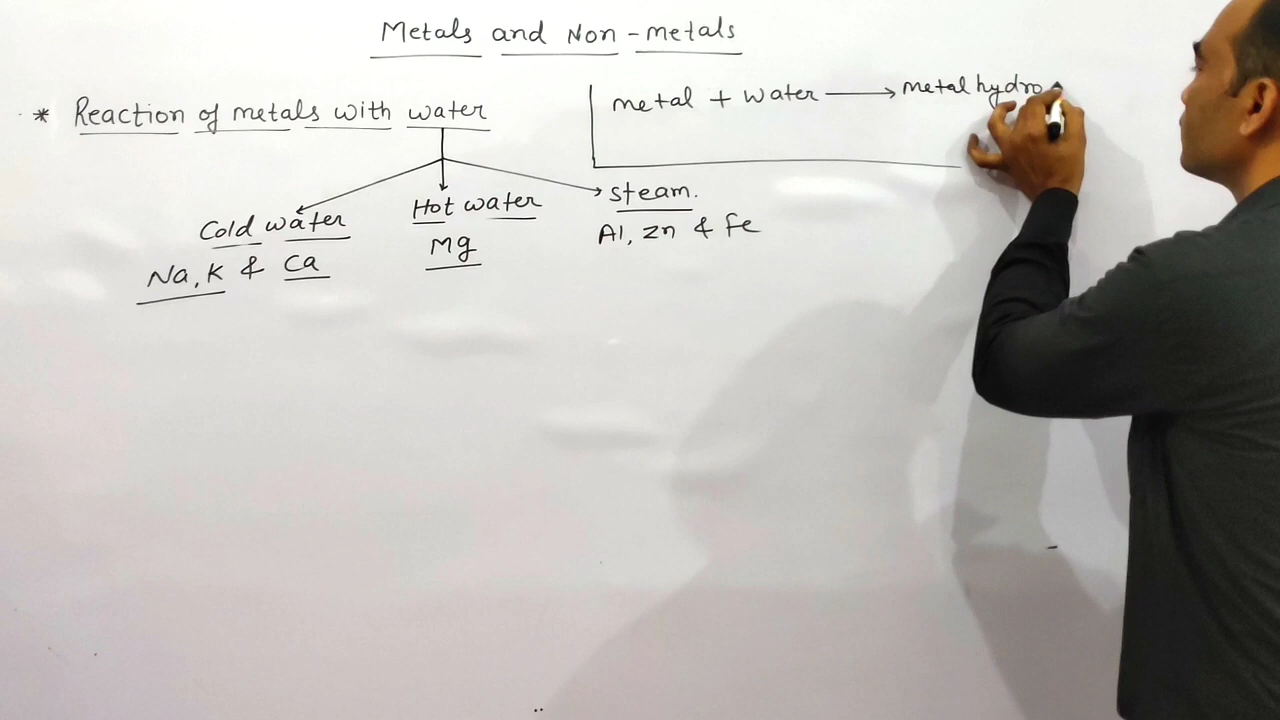 Metals and Non-metals
* Reaction of metals with water
metal + water → metal hydro
Cold water
Na, K & Ca
Hot water
Mg
steam.
Al, Zn & Fe